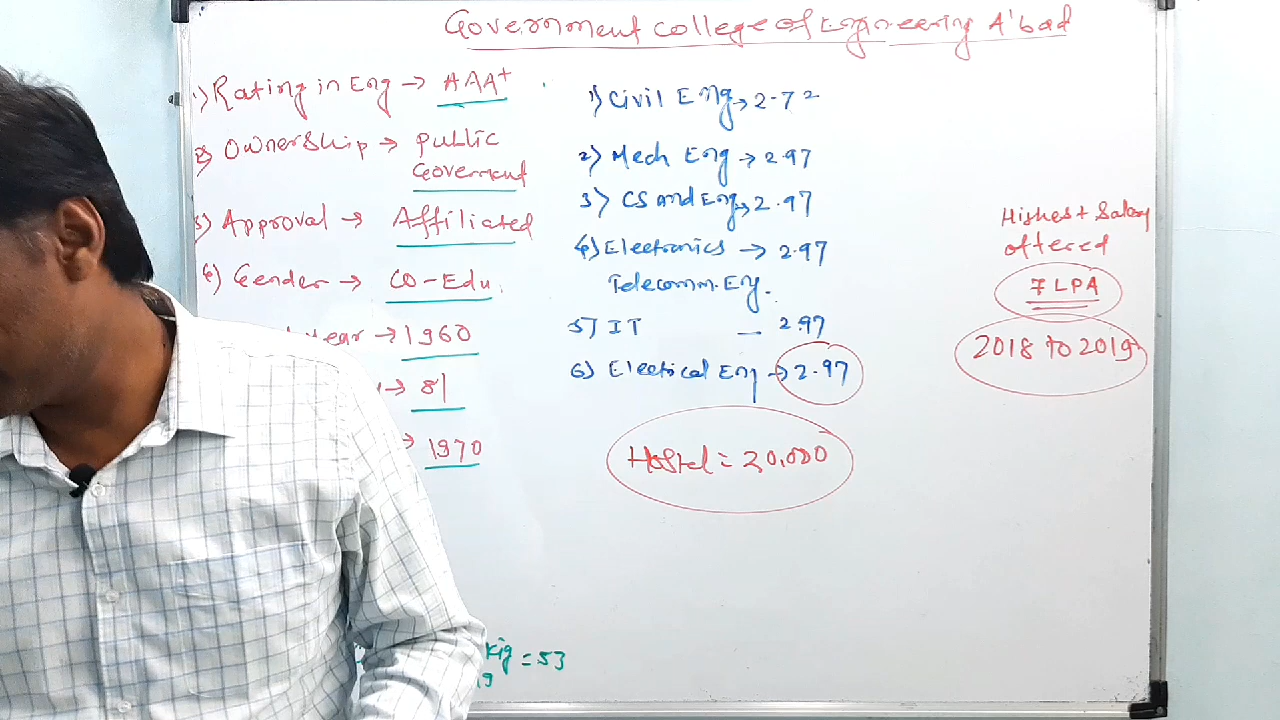 Government college of Engineering A'bad
1) Rating in Eng → AAA+
2) Ownership → public
Goverment
3) Approval → Affiliated
4) Gender → CO-Edu.
year → 1960
→ 81
→ 1970
1) Civil Eng → 2.72
2) Mech Eng → 2.97
3) CS and Eng → 2.97
4) Electronics → 2.97
Telecomm. Eng.
5) IT — 2.97
6) Electical Eng → 2.97
Hostel = 20,000
Highest Salary
offered
7 LPA
2018 to 2019
= 53